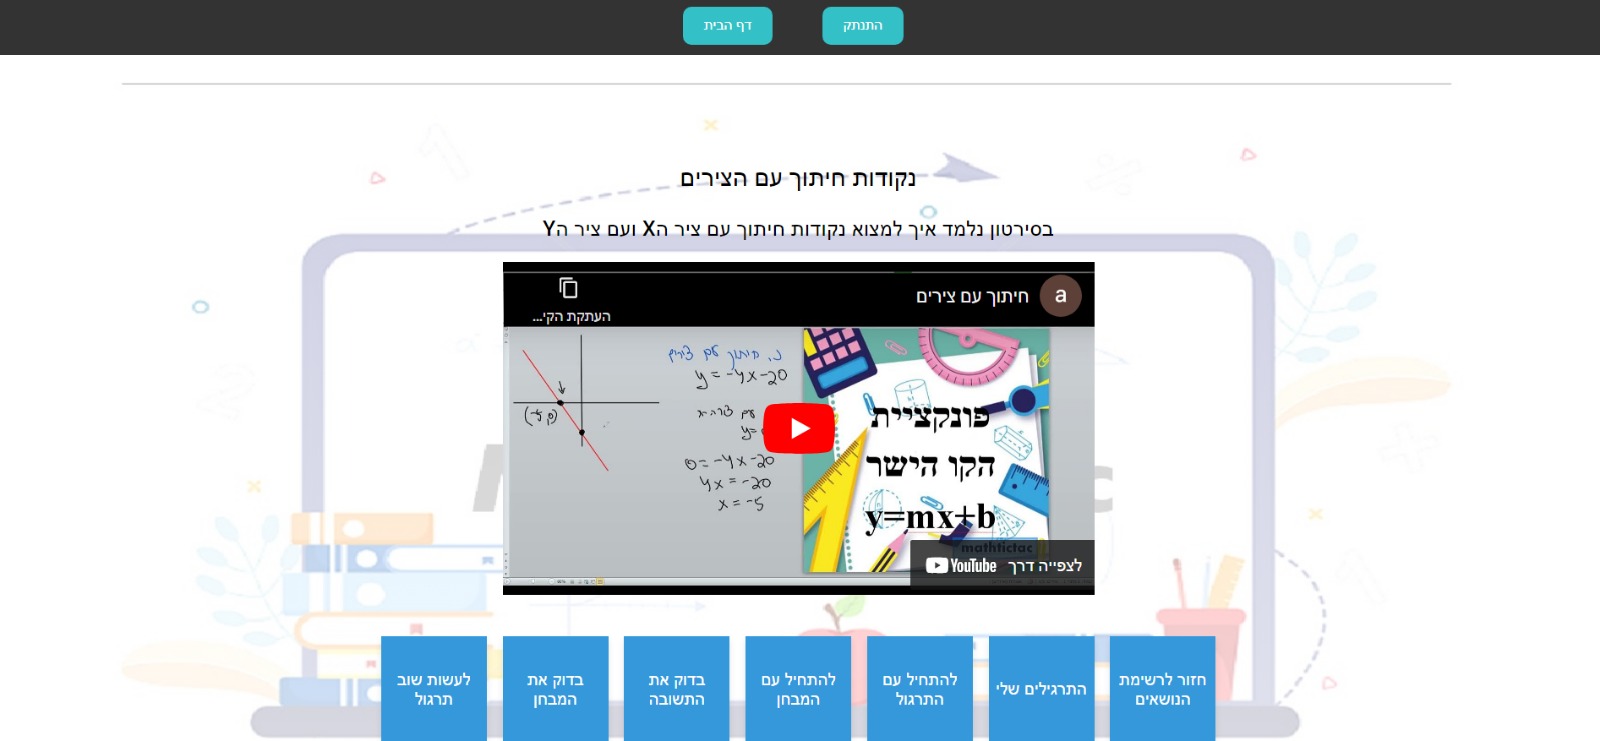 דף הבית
התנתק
נקודות חיתוך עם הצירים
בסירטון נלמד איך למצוא נקודות חיתוך עם ציר הX ועם ציר הY
חיתוך עם צירים
a
העתקת הקי...
נ. חיתוך עם צירים
y = -4x-20
עם ציר ה-x
y=
0 = -4x-20
4x = -20
x = -5
פונקציית
הקו הישר
y=mx+b
mathtictac
לצפייה דרך YouTube
חזור לרשימת
הנושאים
התרגילים שלי
להתחיל עם
התרגול
להתחיל עם
המבחן
בדוק את
התשובה
בדוק את
המבחן
לעשות שוב
תרגול